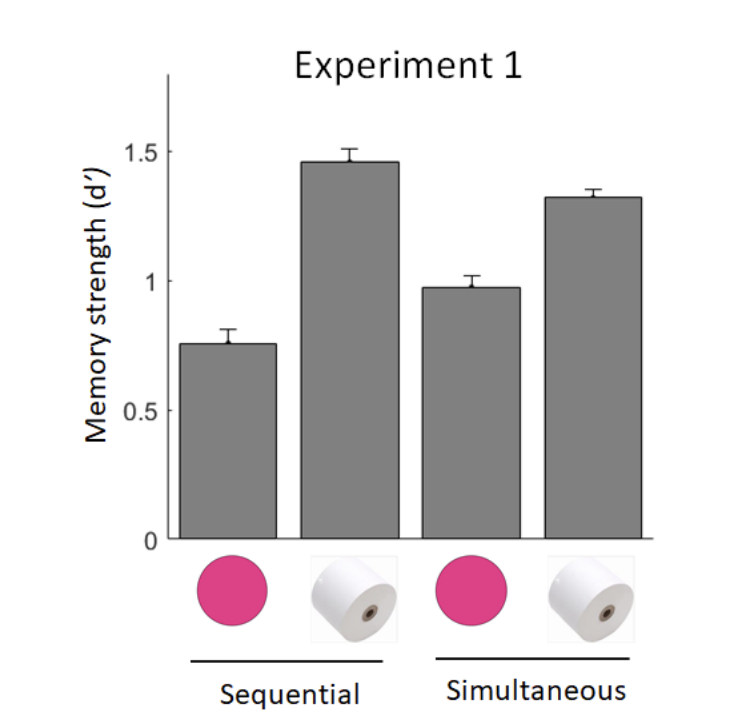 Experiment 1
Memory strength (d’)
1.5
1
0.5
0
Sequential
Simultaneous